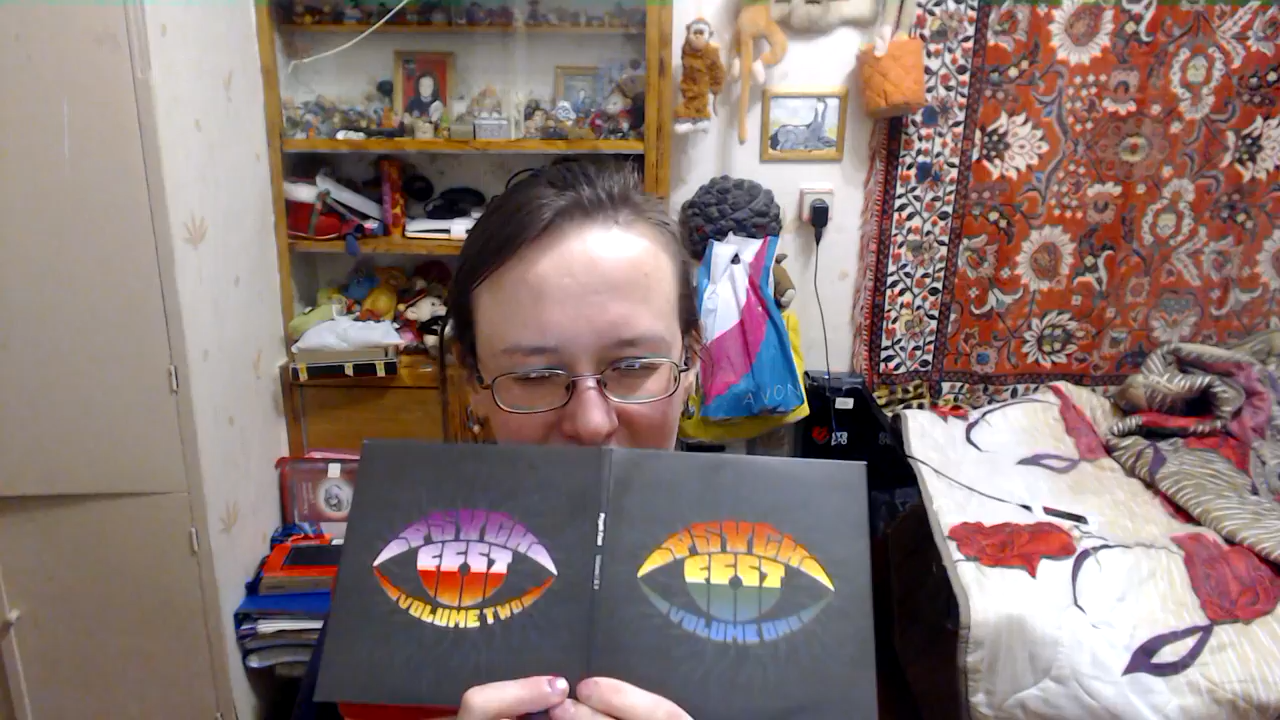 PSYCH
FEST
VOLUME TWO
PSYCH
FEST
VOLUME ONE
AVON